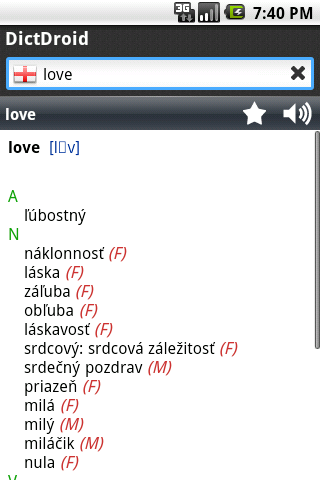 3G 7:40 PM
DictDroid
love
love
love [l▯v]
A
ľúbostný
N
náklonnosť (F)
láska (F)
záľuba (F)
obľuba (F)
láskavosť (F)
srdcový: srdcová záležitosť (F)
srdečný pozdrav (M)
priazeň (F)
milá (F)
milý (M)
miláčik (M)
nula (F)